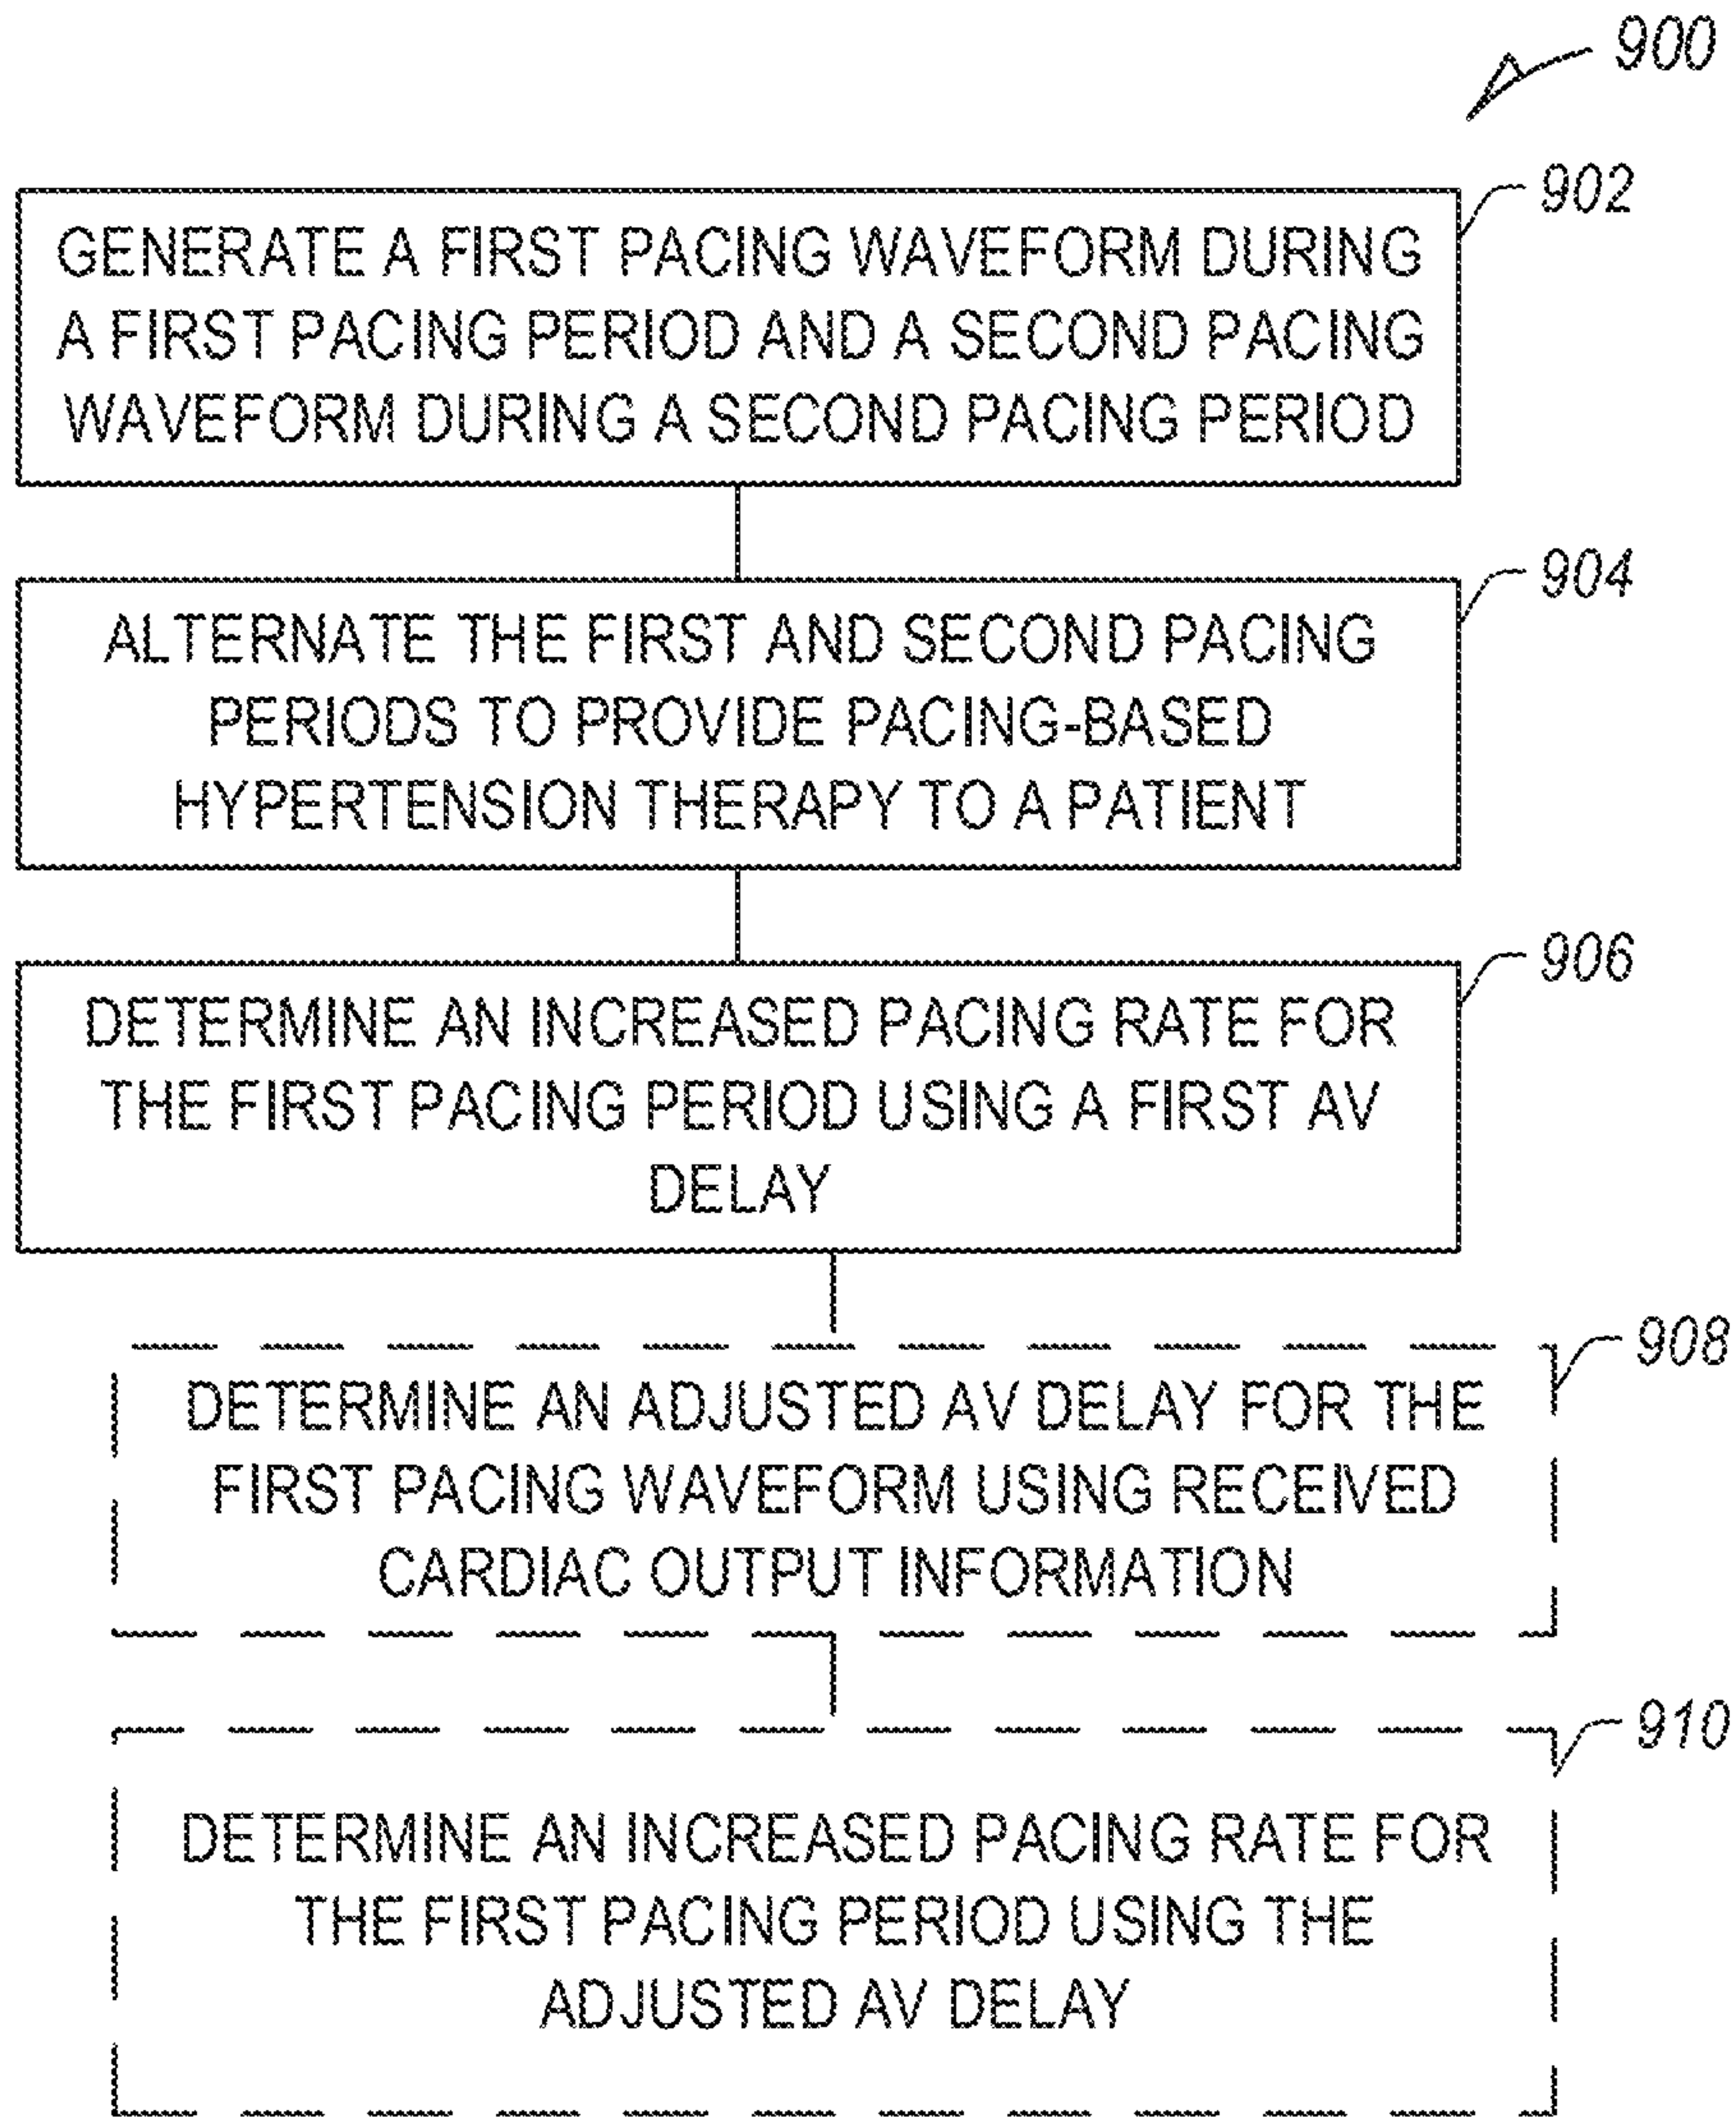 900
902
GENERATE A FIRST PACING WAVEFORM DURING
A FIRST PACING PERIOD AND A SECOND PACING
WAVEFORM DURING A SECOND PACING PERIOD
904
ALTERNATE THE FIRST AND SECOND PACING
PERIODS TO PROVIDE PACING-BASED
HYPERTENSION THERAPY TO A PATIENT
906
DETERMINE AN INCREASED PACING RATE FOR
THE FIRST PACING PERIOD USING A FIRST AV
DELAY
908
DETERMINE AN ADJUSTED AV DELAY FOR THE
FIRST PACING WAVEFORM USING RECEIVED
CARDIAC OUTPUT INFORMATION
910
DETERMINE AN INCREASED PACING RATE FOR
THE FIRST PACING PERIOD USING THE
ADJUSTED AV DELAY